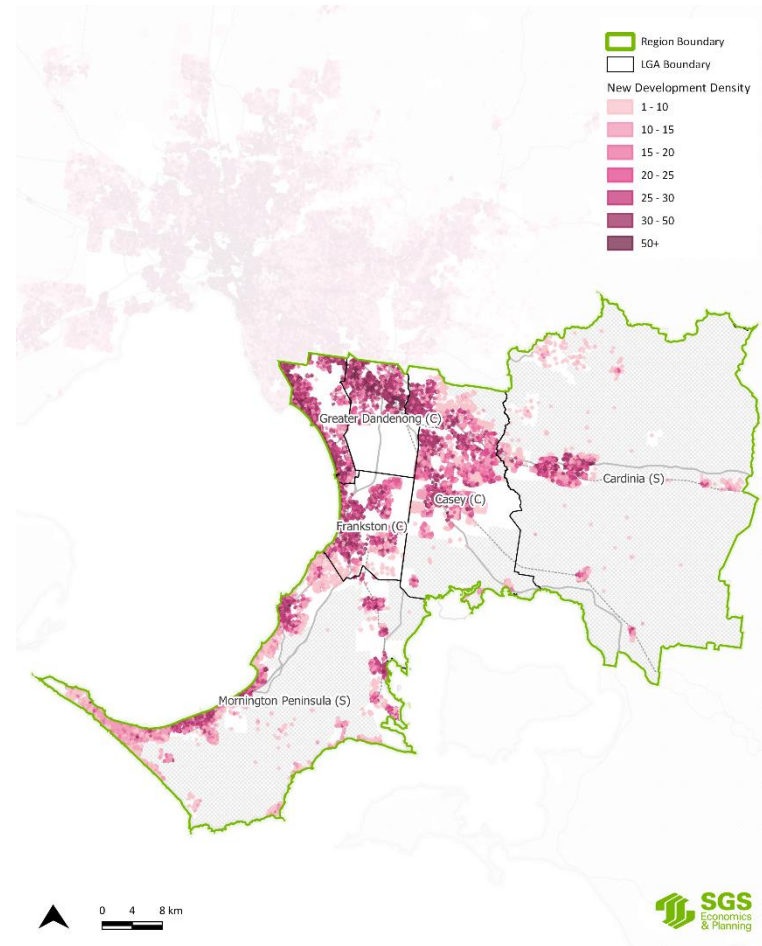 Region Boundary
LGA Boundary
New Development Density
1 - 10
10 - 15
15 - 20
20 - 25
25 - 30
30 - 50
50+
Greater Dandenong (C)
Cardinia (S)
Casey (C)
Frankston (C)
Mornington Peninsula (S)
0 4 8 km
SGS
Economics
& Planning